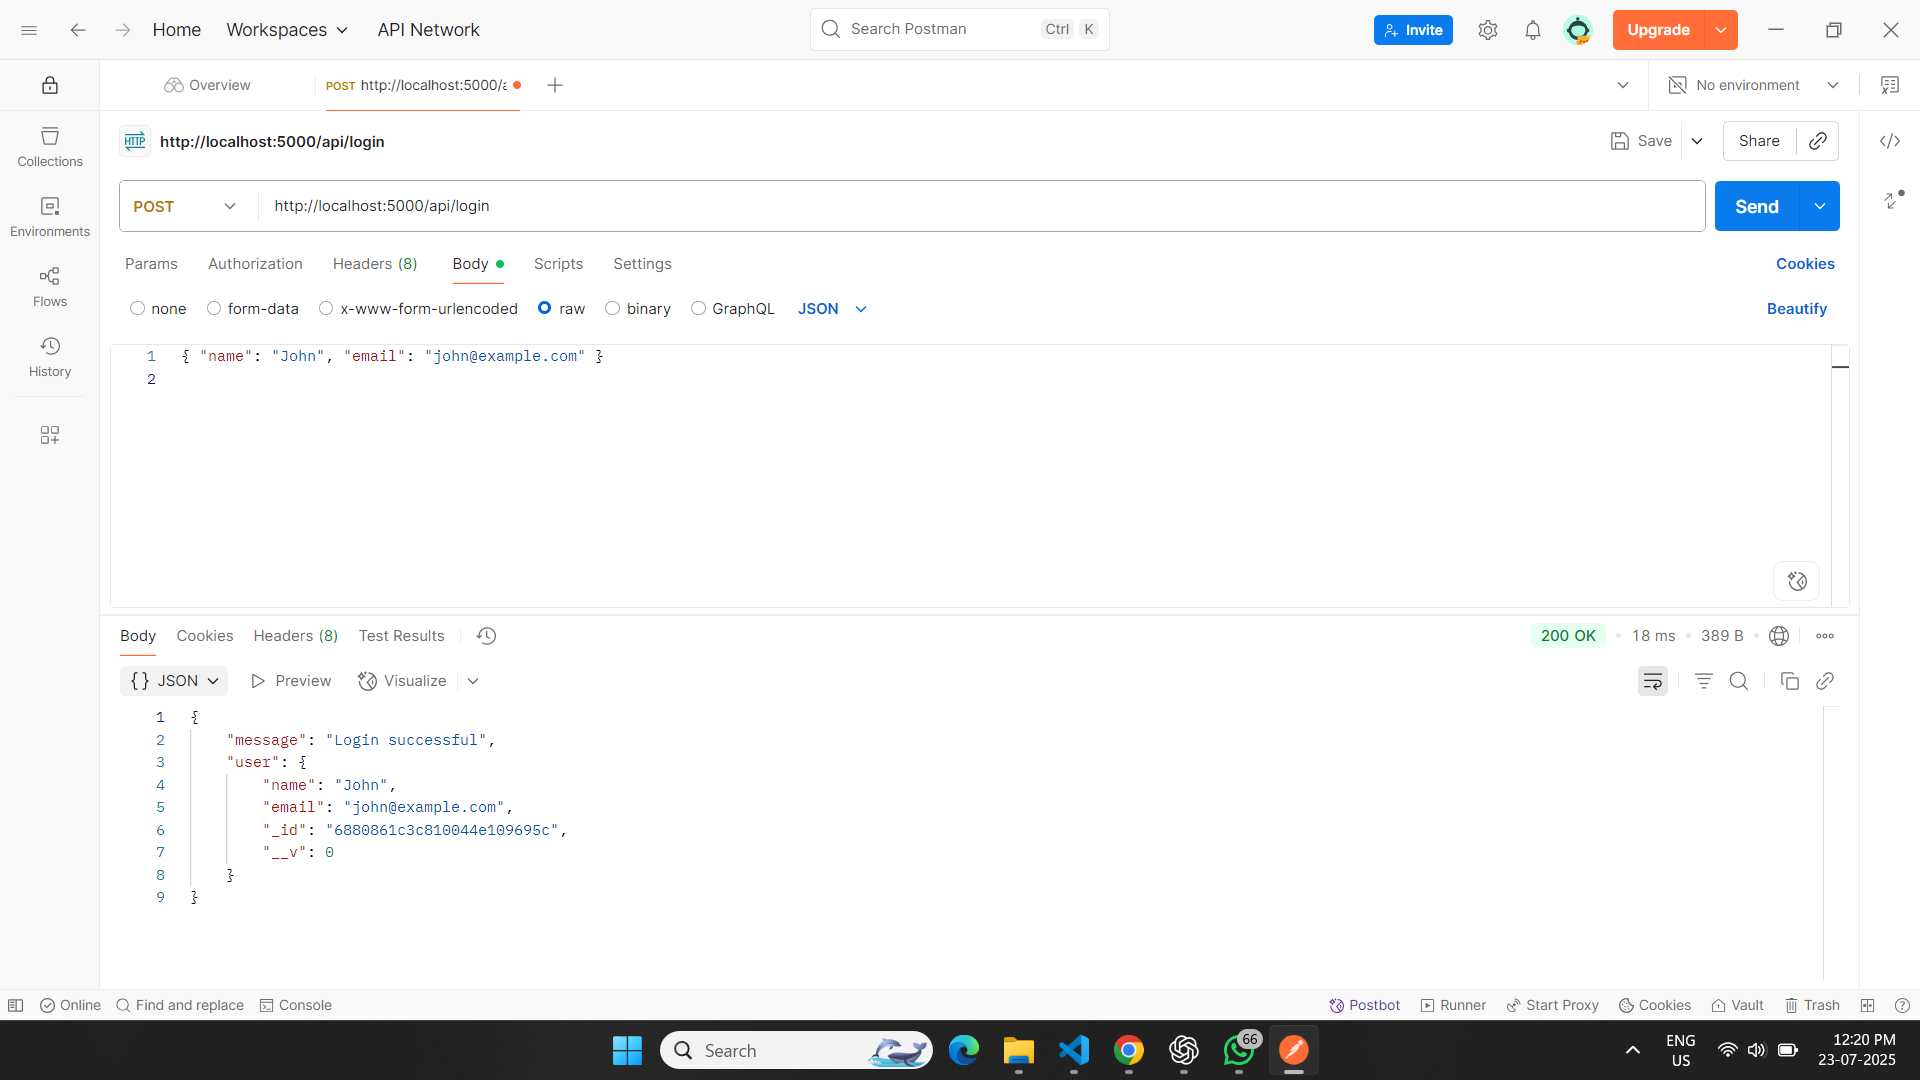 Home Workspaces API Network Search Postman Ctrl K Invite Upgrade
Overview POST http://localhost:5000/a No environment
HTTP http://localhost:5000/api/login Save Share
Collections
POST http://localhost:5000/api/login Send
Environments
Params Authorization Headers (8) Body Scripts Settings Cookies
Flows
none form-data x-www-form-urlencoded raw binary GraphQL JSON Beautify
History
1 { "name": "John", "email": "john@example.com" }
2
Body Cookies Headers (8) Test Results 200 OK • 18 ms • 389 B •
{} JSON Preview Visualize
1 {
2 "message": "Login successful",
3 "user": {
4 "name": "John",
5 "email": "john@example.com",
6 "_id": "6880861c3c810044e109695c",
7 "__v": 0
8 }
9 }
Online Find and replace Console Postbot Runner Start Proxy Cookies Vault Trash
Search 66 ENG US 12:20 PM
23-07-2025